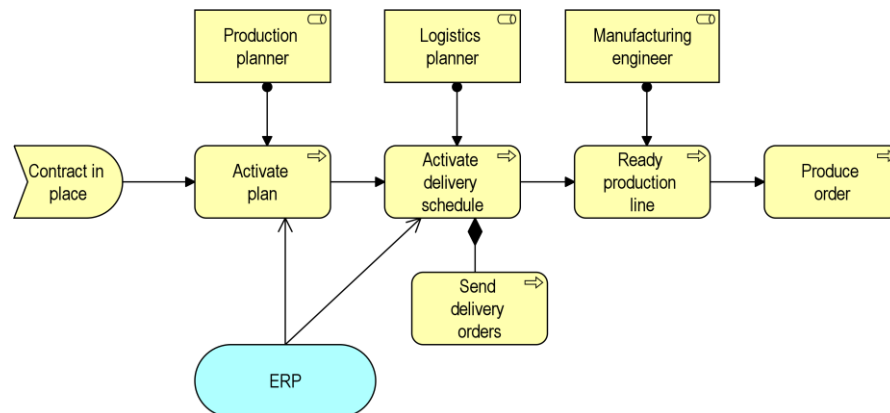 Production
planner
Logistics
planner
Manufacturing
engineer
Contract in
place
Activate
plan
Activate
delivery
schedule
Ready
production
line
Produce
order
Send
delivery
orders
ERP